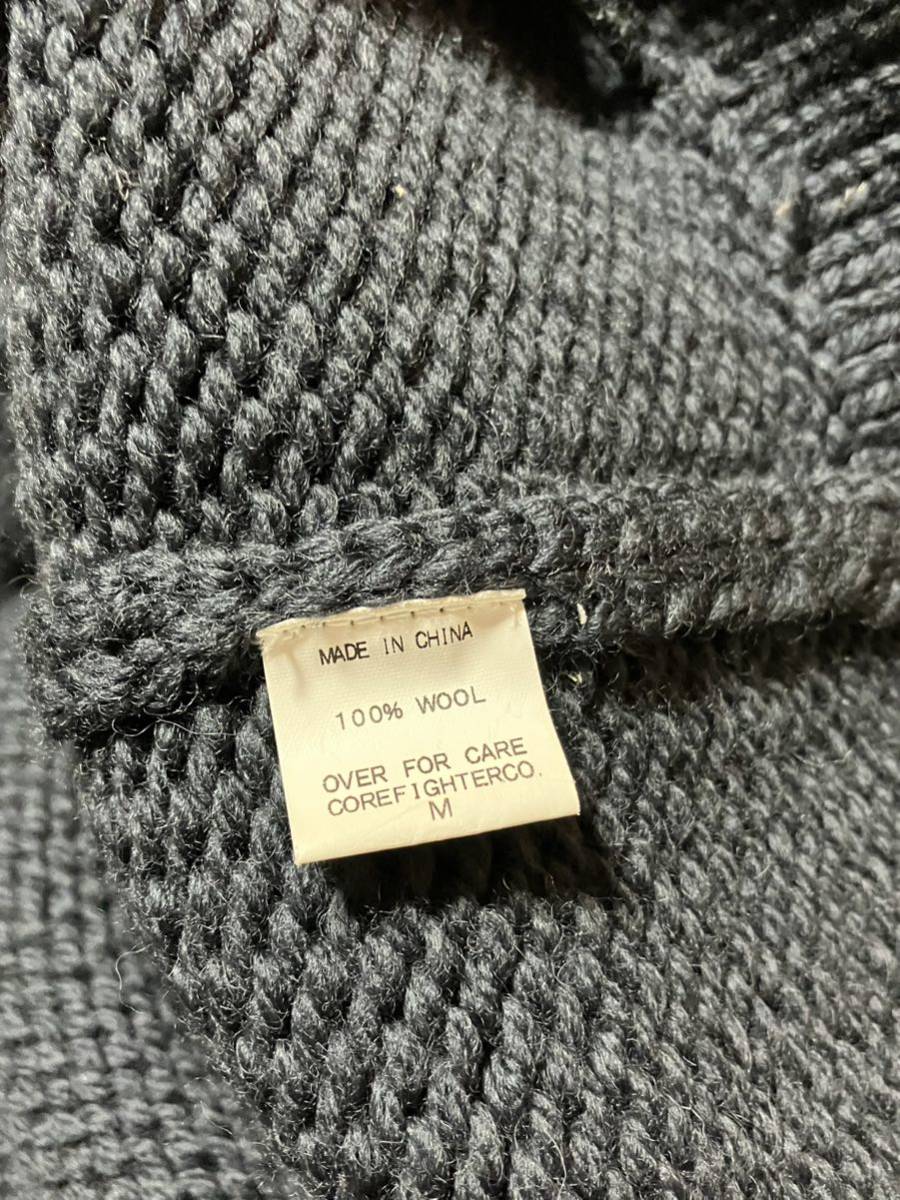 MADE IN CHINA
100% WOOL
OVER FOR CARE
COREFIGHTERCO.
M